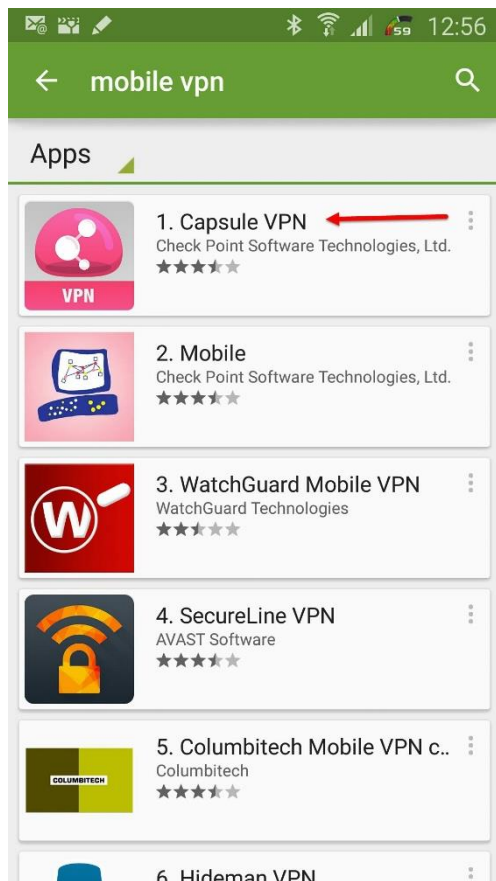 59 12:56
mobile vpn
Apps
1. Capsule VPN
Check Point Software Technologies, Ltd.
VPN
2. Mobile
Check Point Software Technologies, Ltd.
3. WatchGuard Mobile VPN
WatchGuard Technologies
W
4. SecureLine VPN
AVAST Software
5. Columbitech Mobile VPN c..
Columbitech
COLUMBITECH
6. Hideman VPN